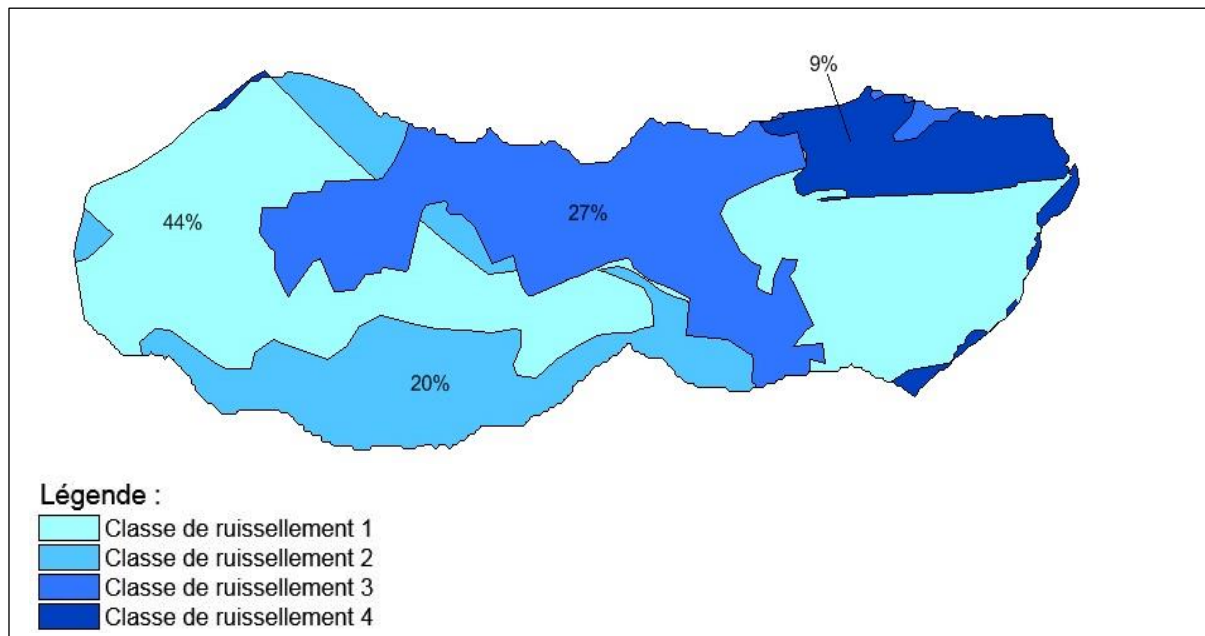 9%
44%
27%
20%
Légende :
Classe de ruissellement 1
Classe de ruissellement 2
Classe de ruissellement 3
Classe de ruissellement 4